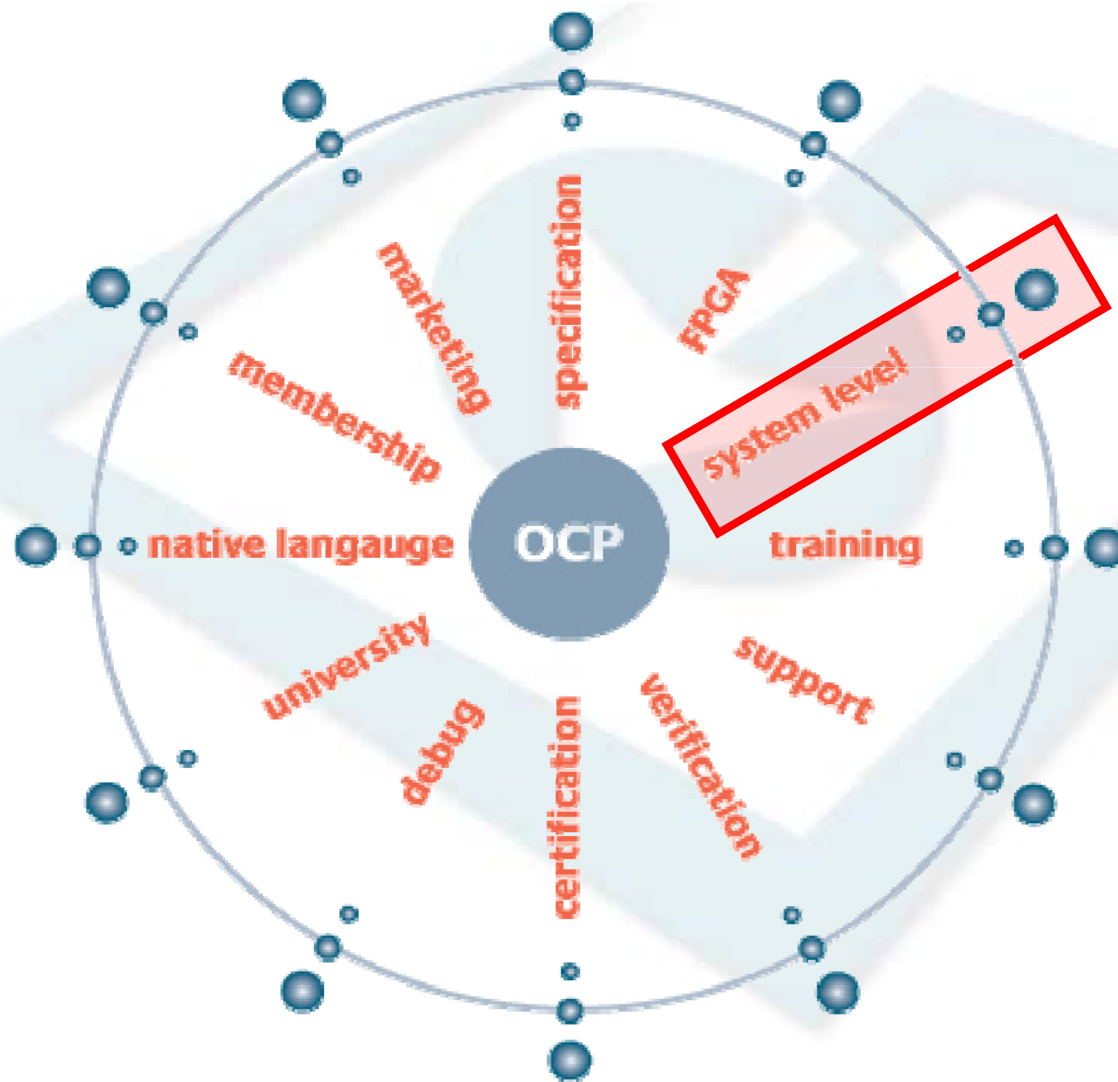 specification
FPGA
system level
training
support
verification
certification
debug
university
native langauge
membership
marketing
OCP